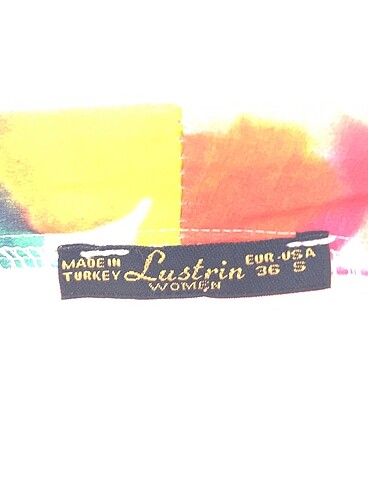 MADE IN
TURKEY
Lustrin
WOMEN
EUR - USA
36 S